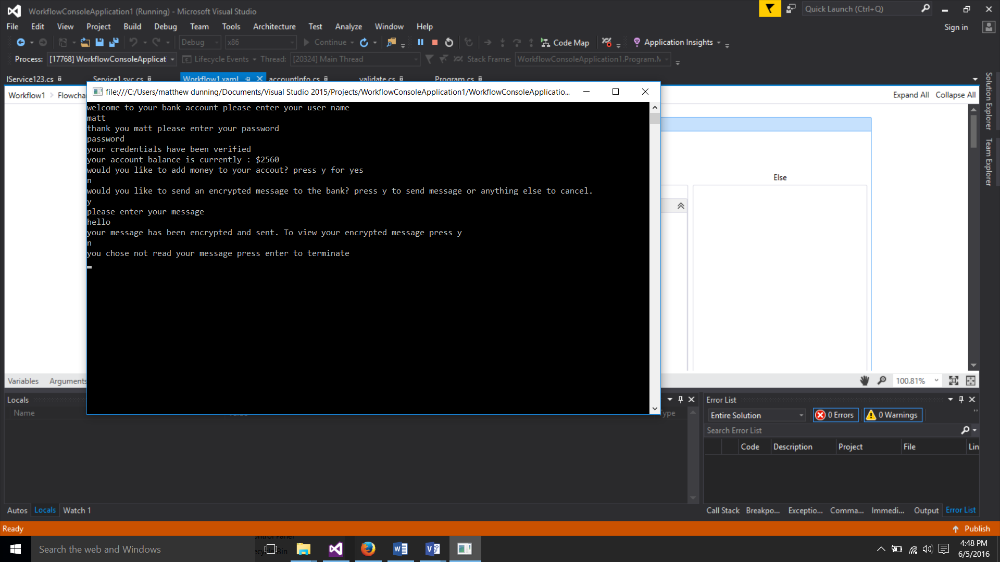 WorkflowConsoleApplication1 (Running) - Microsoft Visual Studio
Quick Launch (Ctrl+Q)
File Edit View Project Build Debug Team Tools Architecture Test Analyze Window Help
Sign in
Debug x86 Continue Code Map Application Insights
Process: [17768] WorkflowConsoleApplicat Lifecycle Events Thread: [20324] Main Thread Stack Frame: WorkflowConsoleApplication1.Program.M
IService123.cs Service1.svc.cs Workflow1.xaml accountInfo.cs validate.cs Program.cs
Workflow1 Flowcha
Expand All Collapse All
file:///C:/Users/matthew dunning/Documents/Visual Studio 2015/Projects/WorkflowConsoleApplication1/WorkflowConsoleApplicatio...
welcome to your bank account please enter your user name
matt
thank you matt please enter your password
password
your credentials have been verified
your account balance is currently : $2560
would you like to add money to your accout? press y for yes
n
would you like to send an encrypted message to the bank? press y to send message or anything else to cancel.
y
please enter your message
hello
your message has been encrypted and sent. To view your encrypted message press y
n
you chose not read your message press enter to terminate
Else
Solution Explorer
Team Explorer
Variables Arguments
100.81%
Locals
Name Type
Error List
Entire Solution 0 Errors 0 Warnings
Search Error List
Code Description Project File Lin
Autos Locals Watch 1
Call Stack Breakpo... Exceptio... Comma... Immedi... Output Error List
Ready
Publish
Search the web and Windows
4:48 PM
6/5/2016